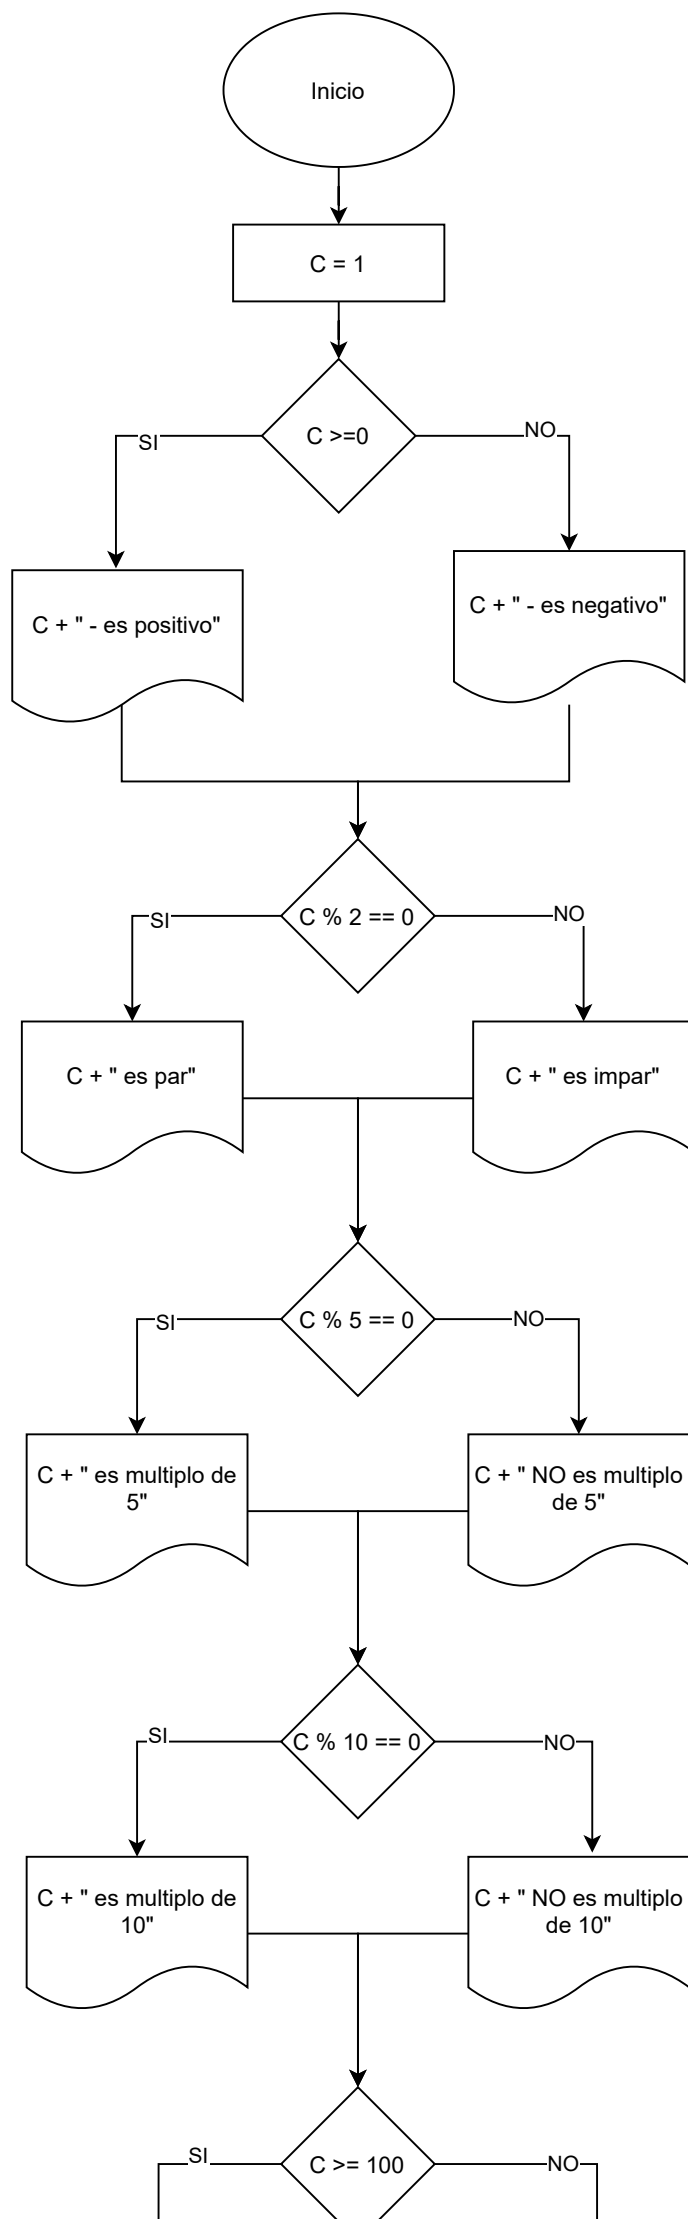 Inicio
C = 1
C >=0
SI
NO
C + " - es positivo"
C + " - es negativo"
C % 2 == 0
SI
NO
C + " es par"
C + " es impar"
C % 5 == 0
SI
NO
C + " es multiplo de
5"
C + " NO es multiplo
de 5"
C % 10 == 0
SI
NO
C + " es multiplo de
10"
C + " NO es multiplo
de 10"
C >= 100
SI
NO